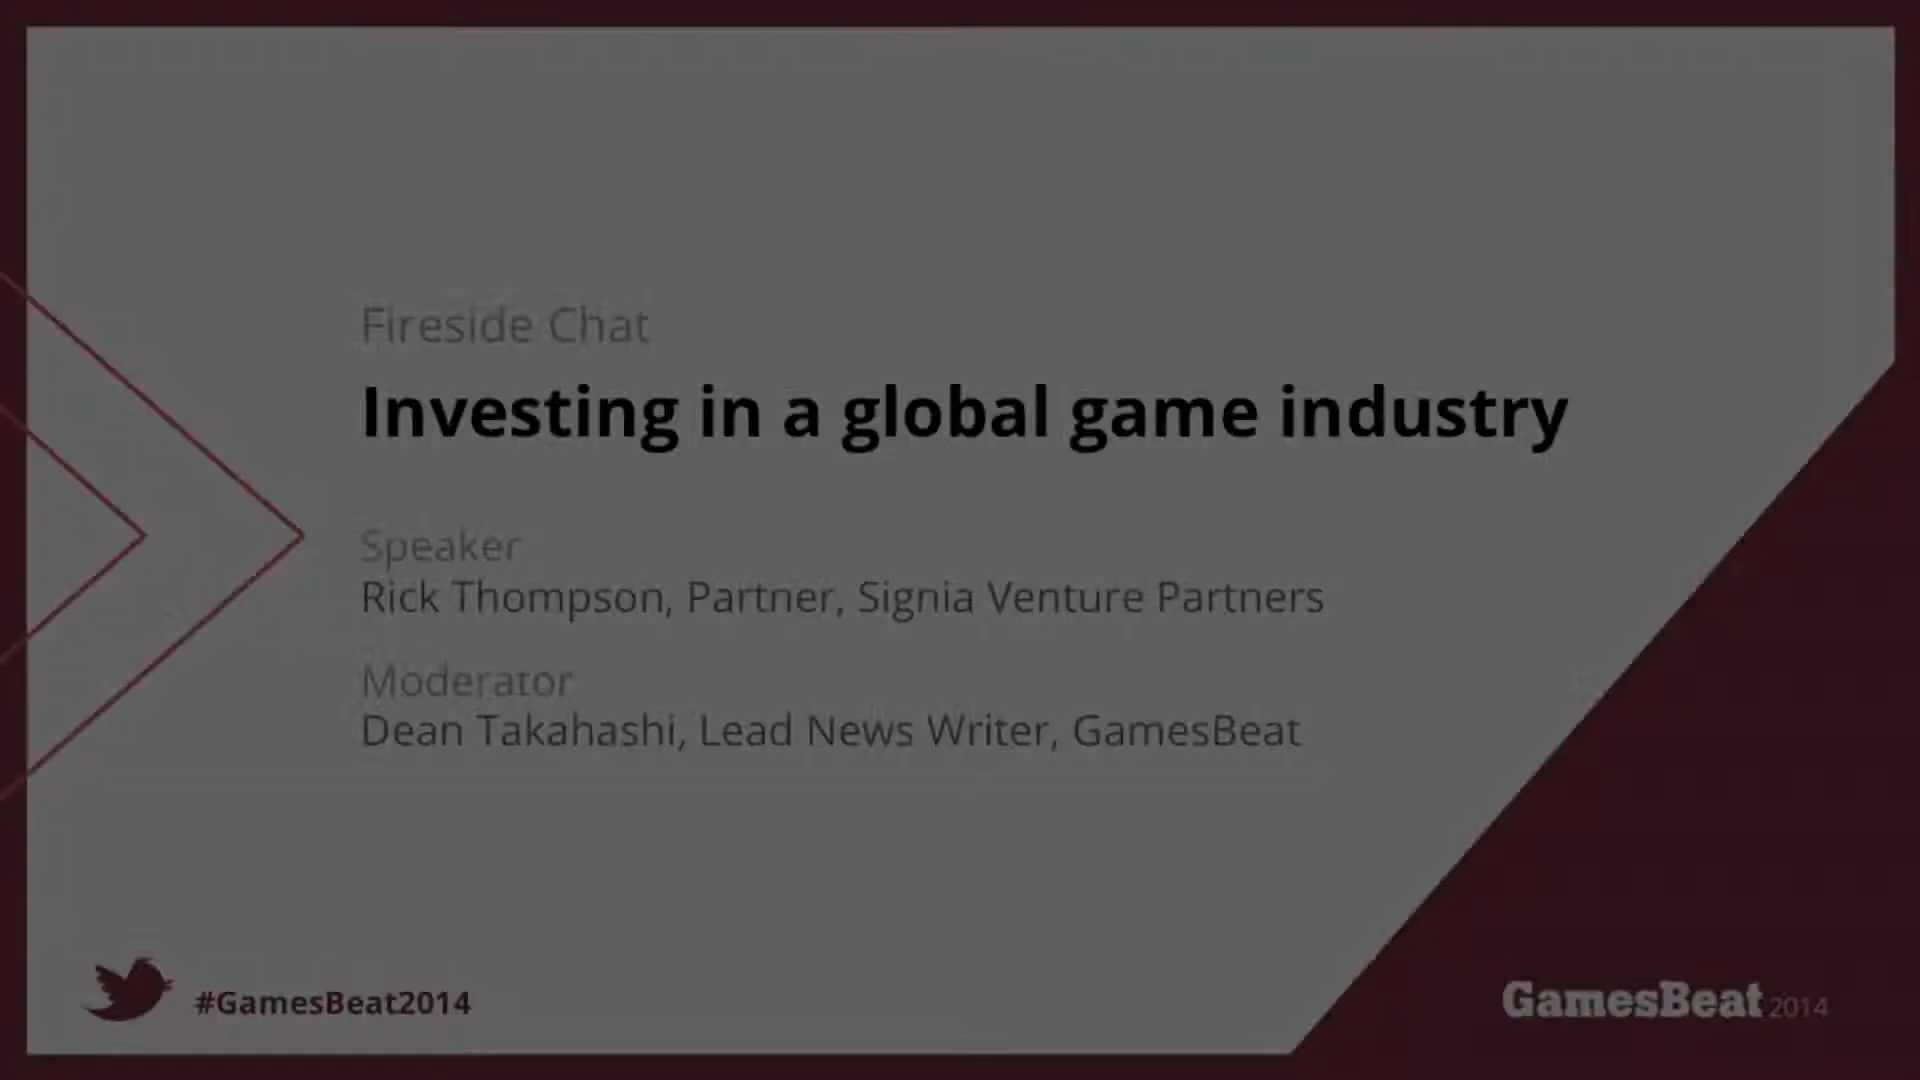 Fireside Chat
Investing in a global game industry
Speaker
Rick Thompson, Partner, Signia Venture Partners
Moderator
Dean Takahashi, Lead News Writer, GamesBeat
#GamesBeat2014
GamesBeat 2014